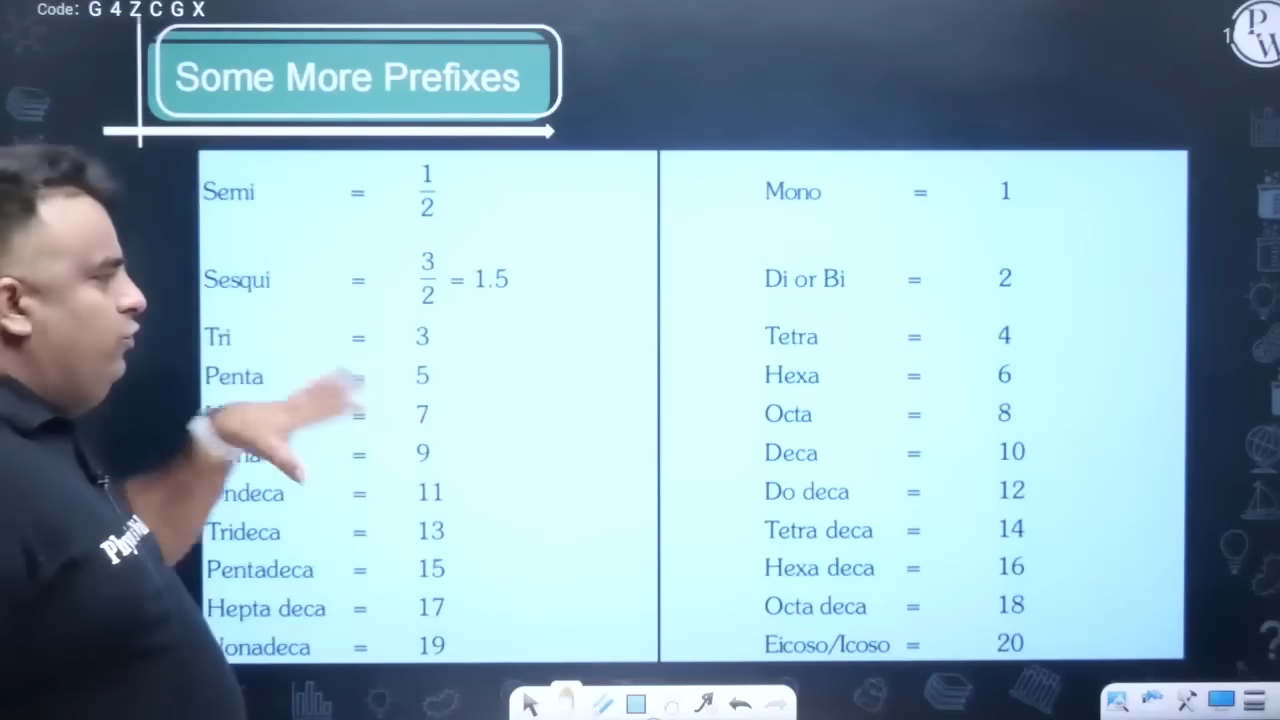 Code: G 4 Z C G X
Some More Prefixes
P W
Semi = 1/2
Sesqui = 3/2 = 1.5
Tri = 3
Penta = 5
= 7
= 9
= 11
Trideca = 13
Pentadeca = 15
Hepta deca = 17
= 19
Mono = 1
Di or Bi = 2
Tetra = 4
Hexa = 6
Octa = 8
Deca = 10
Do deca = 12
Tetra deca = 14
Hexa deca = 16
Octa deca = 18
Eicoso/Icoso = 20